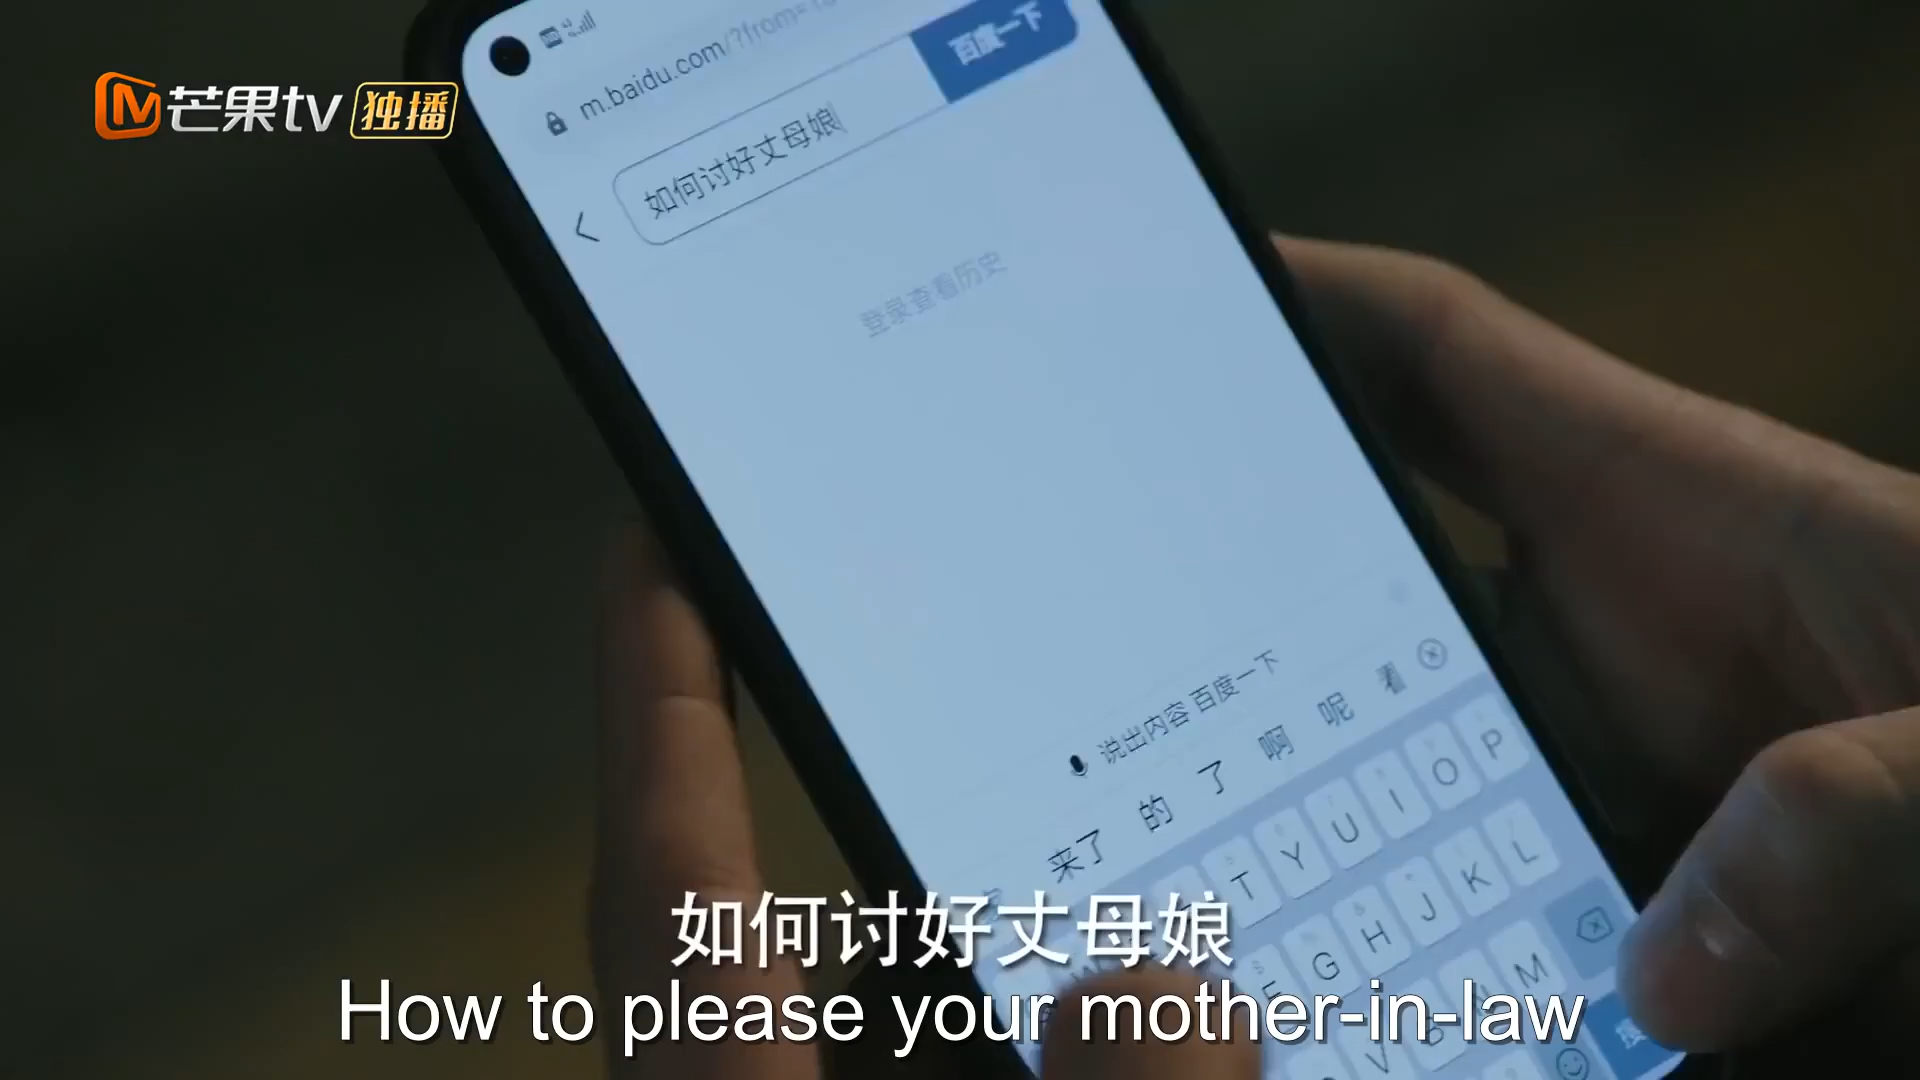 芒果tv 独播
m.baidu.com/?from=
如何讨好丈母娘
百度一下
登录查看历史
说出内容 百度一下
来了 的 了 啊 呢 看
T Y U I O P
G H J K L
V B N M
如何讨好丈母娘
How to please your mother-in-law